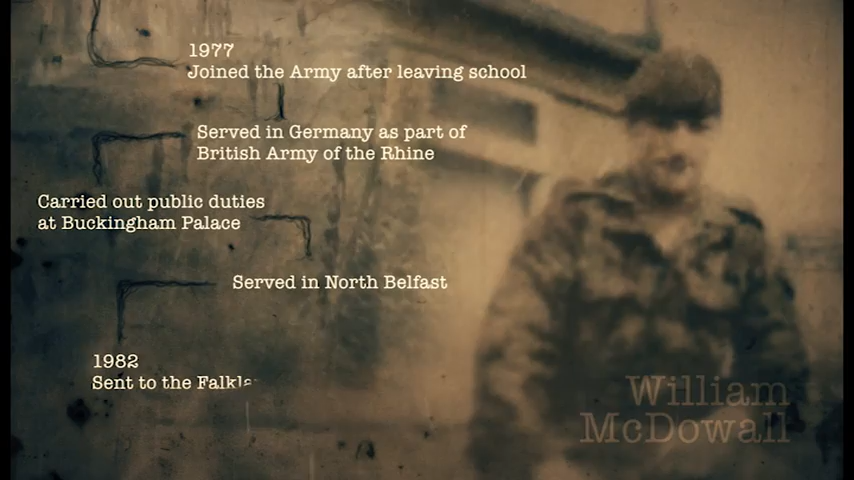 1977
Joined the Army after leaving school
Served in Germany as part of
British Army of the Rhine
Carried out public duties
at Buckingham Palace
Served in North Belfast
1982
Sent to the
William
McDowall